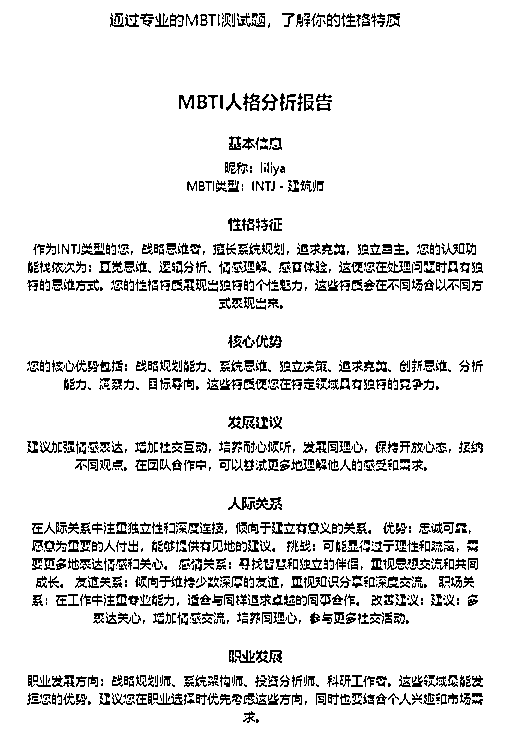 通过专业的MBTI测试题，了解你的性格特质
MBTI人格分析报告
基本信息
昵称：liliya
MBTI类型：INTJ - 建筑师
性格特征
作为INTJ类型的您，战略思维者，擅长系统规划，追求完美，独立自主。您的认知功
能栈依次为：直觉思维、逻辑分析、情感理解、感官体验，这使您在处理问题时具有独
特的思维方式。您的性格特质展现出独特的个性魅力，这些特质会在不同场合以不同方
式表现出来。
核心优势
您的核心优势包括：战略规划能力、系统思维、独立决策、追求完美、创新思维、分析
能力、洞察力、目标导向。这些特质使您在特定领域具有独特的竞争力。
发展建议
建议加强情感表达，增加社交互动，培养耐心倾听，发展同理心，保持开放心态，接纳
不同观点。在团队合作中，可以尝试更多地理解他人的感受和需求。
人际关系
在人际关系中注重独立性和深度连接，倾向于建立有意义的关系。 优势：忠诚可靠，
愿意为重要的人付出，能够提供有见地的建议。 挑战：可能显得过于理性和疏离，需
要更多地表达情感和关心。 感情关系：寻找智慧和独立的伴侣，重视思想交流和共同
成长。 友谊关系：倾向于维持少数深厚的友谊，重视知识分享和深度交流。 职场关
系：在工作中注重专业能力，适合与同样追求卓越的同事合作。 改善建议：建议：多
表达关心，增加情感交流，培养同理心，参与更多社交活动。
职业发展
职业发展方向：战略规划师、系统架构师、投资分析师、科研工作者。这些领域最能发
挥您的优势。建议您在职业选择时优先考虑这些方向，同时也要结合个人兴趣和市场需
求。